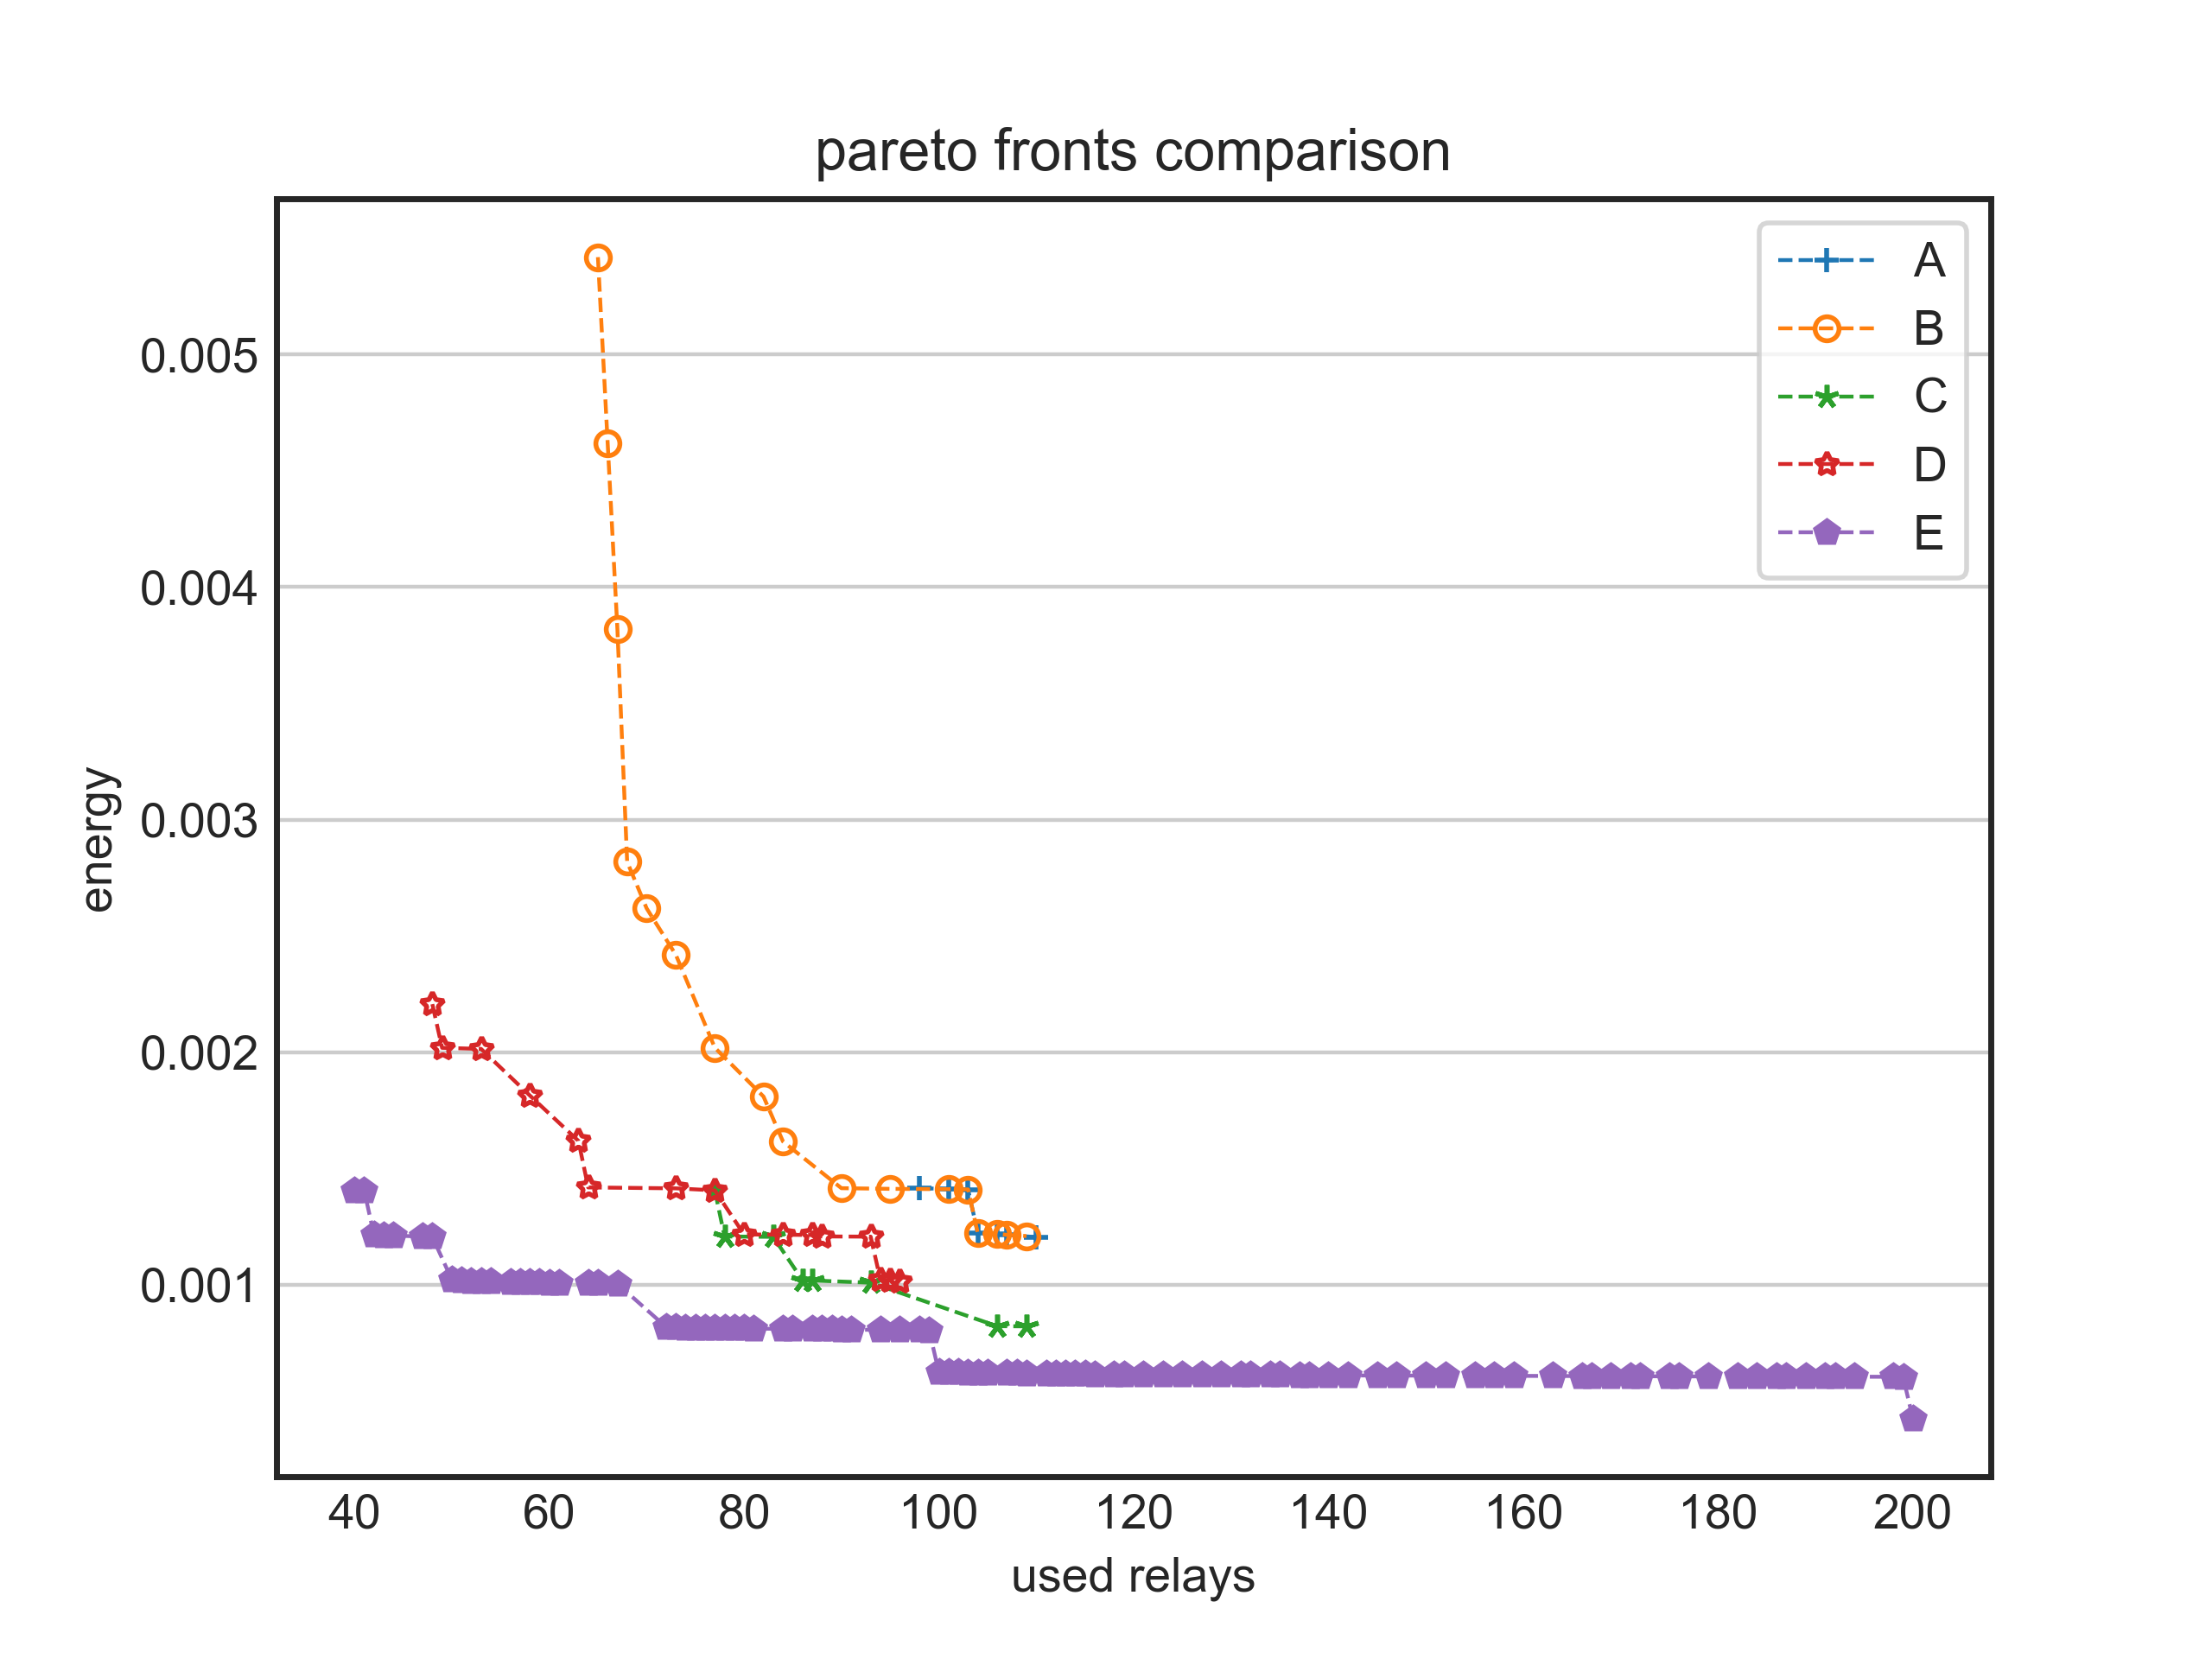 pareto fronts comparison
A
B
C
D
E
0.005
0.004
0.003
0.002
0.001
energy
40 60 80 100 120 140 160 180 200
used relays